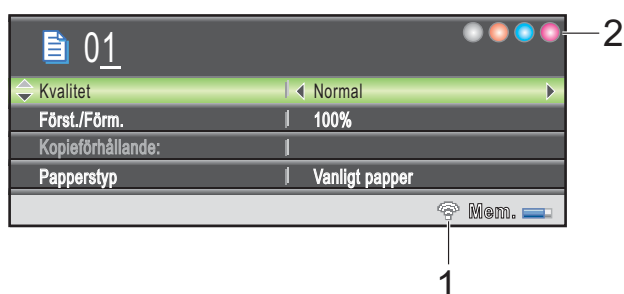 01
2
Kvalitet Normal
Först./Förm. 100%
Kopieförhållande:
Papperstyp Vanligt papper
Mem.
1